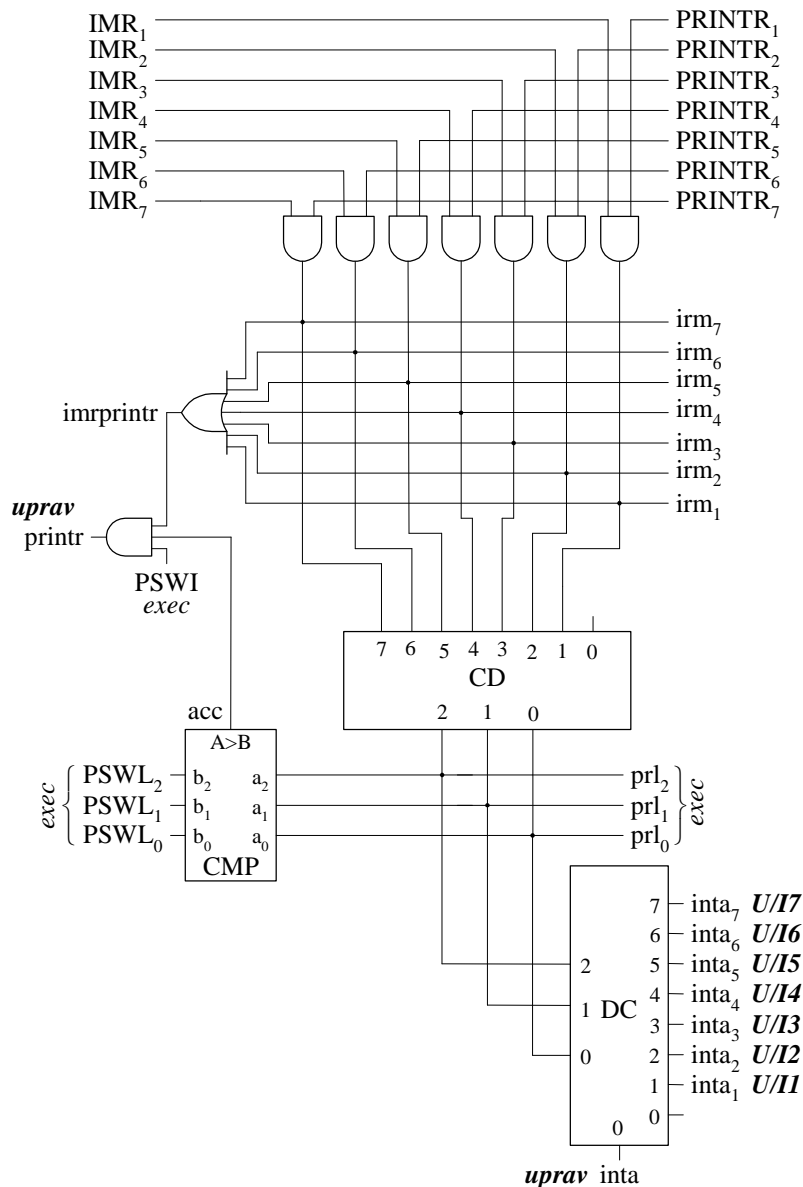 IMR1 PRINTR1
IMR2 PRINTR2
IMR3 PRINTR3
IMR4 PRINTR4
IMR5 PRINTR5
IMR6 PRINTR6
IMR7 PRINTR7
irm7
irm6
irm5
imrprintr irm4
irm3
irm2
uprav irm1
printr
PSWI
exec
7 6 5 4 3 2 1 0
CD
2 1 0
acc
A>B
exec PSWL2 b2 a2 prl2 exec
PSWL1 b1 a1 prl1
PSWL0 b0 a0 prl0
CMP
7 inta7 U/I7
6 inta6 U/I6
2 5 inta5 U/I5
4 inta4 U/I4
1 DC 3 inta3 U/I3
0 2 inta2 U/I2
1 inta1 U/I1
0
0
uprav inta